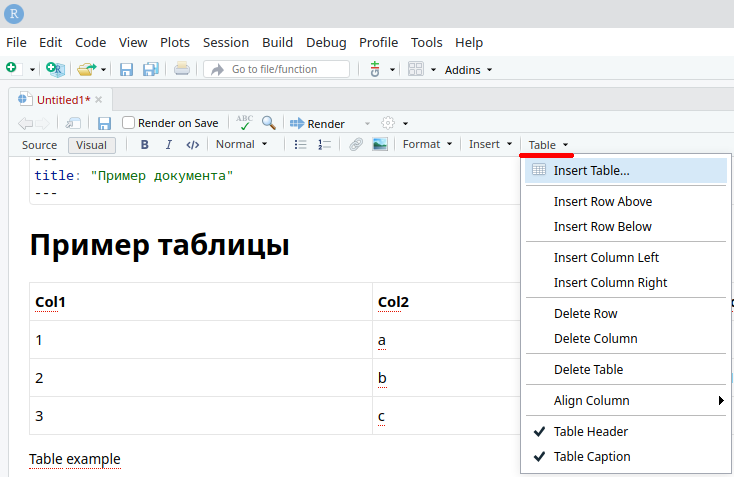 R
File Edit Code View Plots Session Build Debug Profile Tools Help
Go to file/function Addins
Untitled1*
Render on Save ABC Render
Source Visual B I </> Normal Format Insert Table
---
title: "Пример документа"
---
Пример таблицы
Col1 Col2
1 a
2 b
3 c
Table example
Insert Table...
Insert Row Above
Insert Row Below
Insert Column Left
Insert Column Right
Delete Row
Delete Column
Delete Table
Align Column
Table Header
Table Caption